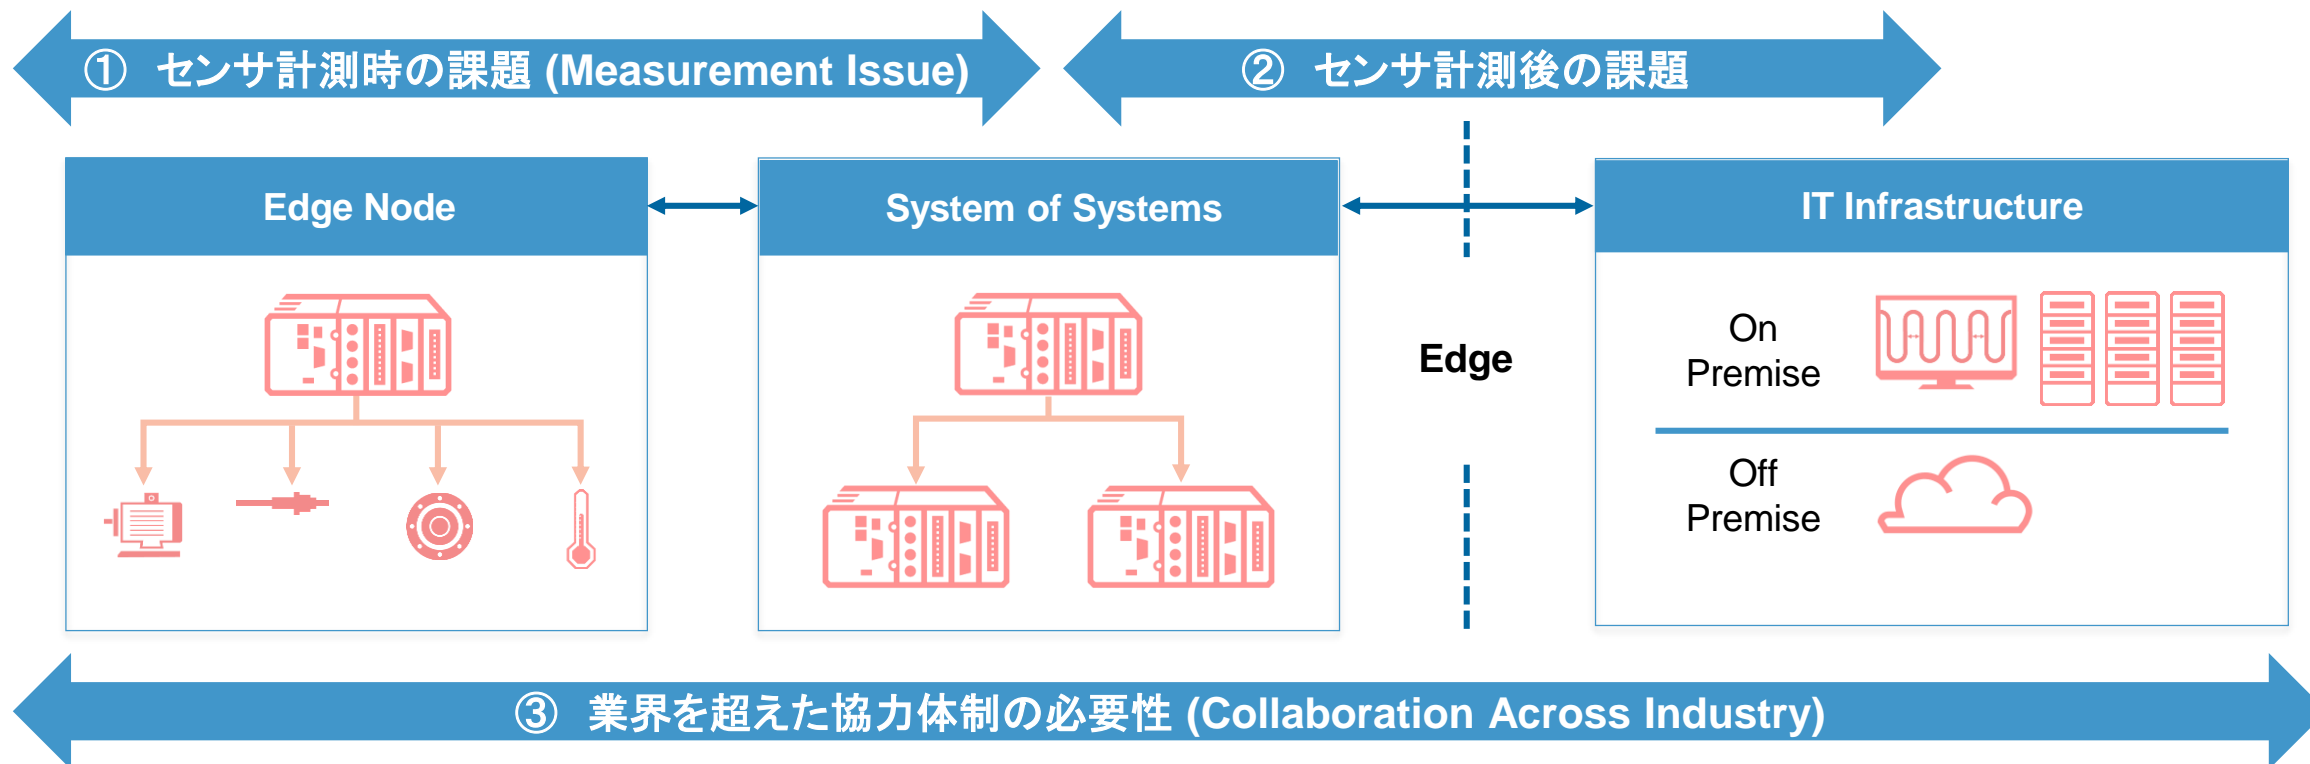 ① センサ計測時の課題 (Measurement Issue)
② センサ計測後の課題
Edge Node
System of Systems
IT Infrastructure
Edge
On
Premise
Off
Premise
③ 業界を超えた協力体制の必要性 (Collaboration Across Industry)